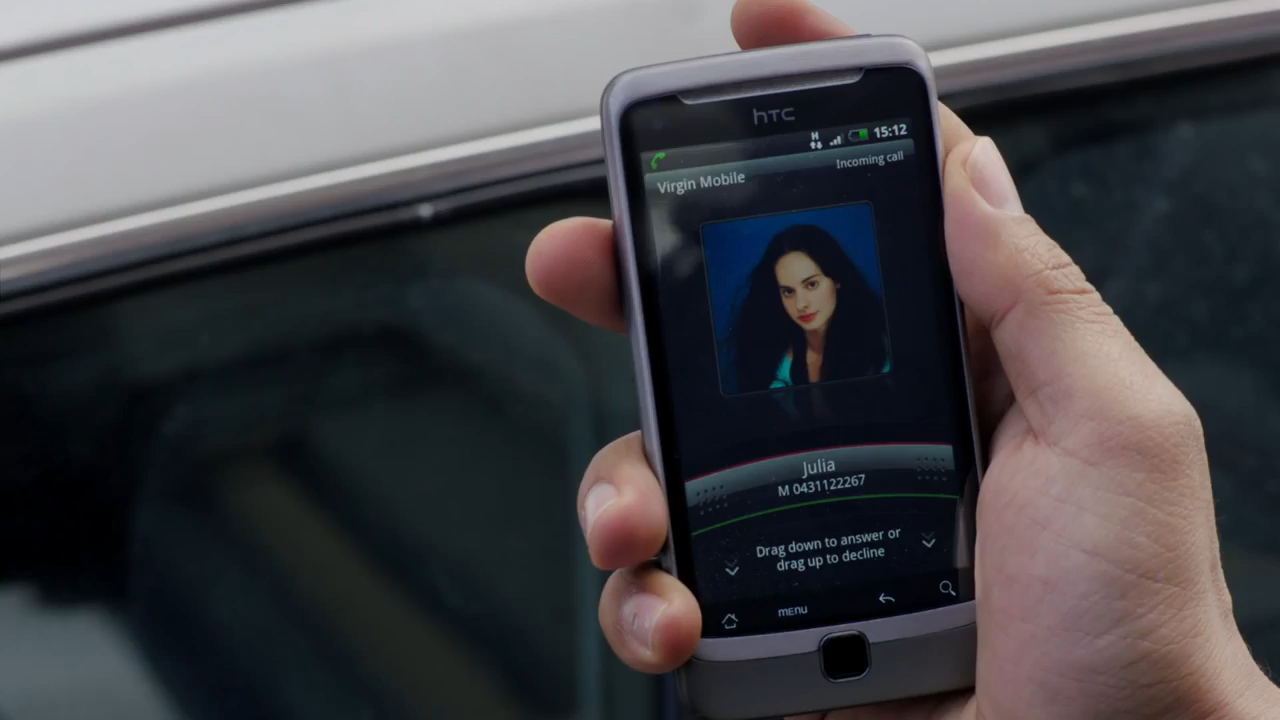 htc
H 15:12
Incoming call
Virgin Mobile
Julia
M 0431122267
Drag down to answer or
drag up to decline
MENU